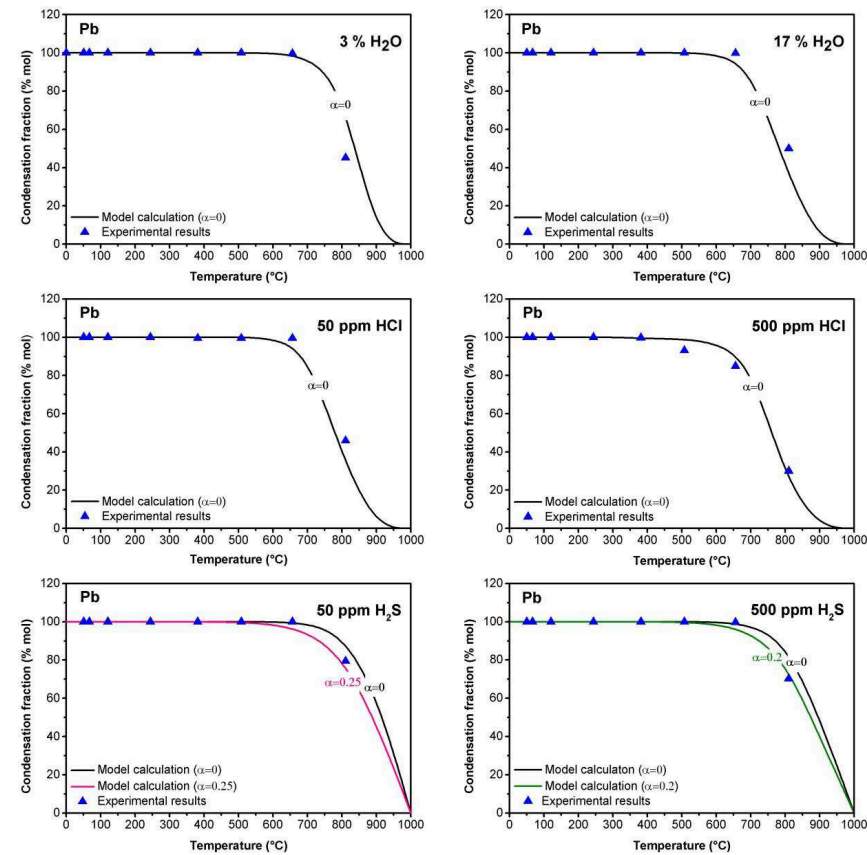 Pb
3 % H₂O
Condensation fraction (% mol)
120
100
80
60
40
20
0
α=0
Model calculation (α=0)
Experimental results
0 100 200 300 400 500 600 700 800 900 1000
Temperature (°C)
Pb
17 % H₂O
Condensation fraction (% mol)
120
100
80
60
40
20
0
α=0
Model calculation (α=0)
Experimental results
0 100 200 300 400 500 600 700 800 900 1000
Temperature (°C)
Pb
50 ppm HCl
Condensation fraction (% mol)
120
100
80
60
40
20
0
α=0
Model calculation (α=0)
Experimental results
0 100 200 300 400 500 600 700 800 900 1000
Temperature (°C)
Pb
500 ppm HCl
Condensation fraction (% mol)
120
100
80
60
40
20
0
α=0
Model calculation (α=0)
Experimental results
0 100 200 300 400 500 600 700 800 900 1000
Temperature (°C)
Pb
50 ppm H₂S
Condensation fraction (% mol)
120
100
80
60
40
20
0
α=0.25
α=0
Model calculation (α=0)
Model calculation (α=0.25)
Experimental results
0 100 200 300 400 500 600 700 800 900 1000
Temperature (°C)
Pb
500 ppm H₂S
Condensation fraction (% mol)
120
100
80
60
40
20
0
α=0.2
α=0
Model calculation (α=0)
Model calculation (α=0.2)
Experimental results
0 100 200 300 400 500 600 700 800 900 1000
Temperature (°C)